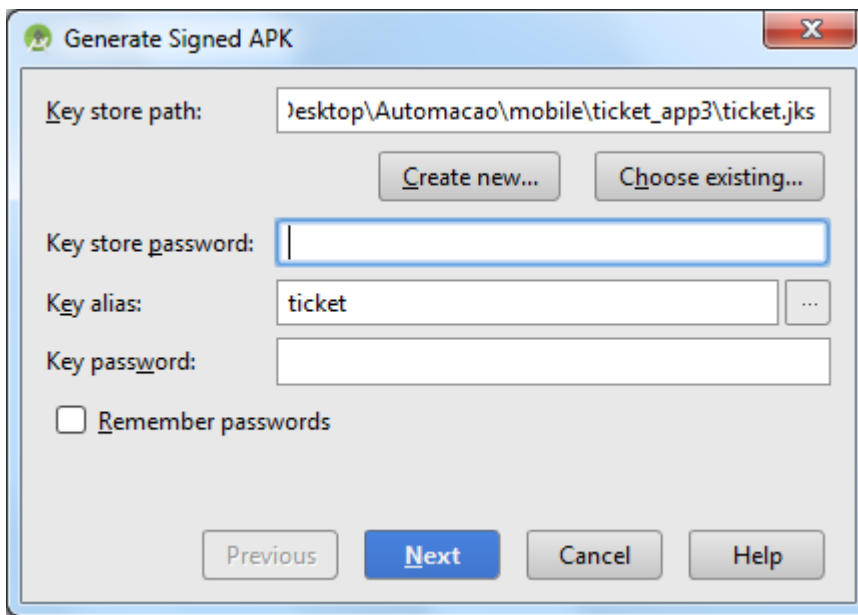 Generate Signed APK
Key store path: Desktop\Automacao\mobile\ticket_app3\ticket.jks
Create new... Choose existing...
Key store password:
Key alias: ticket ...
Key password:
Remember passwords
Previous Next Cancel Help